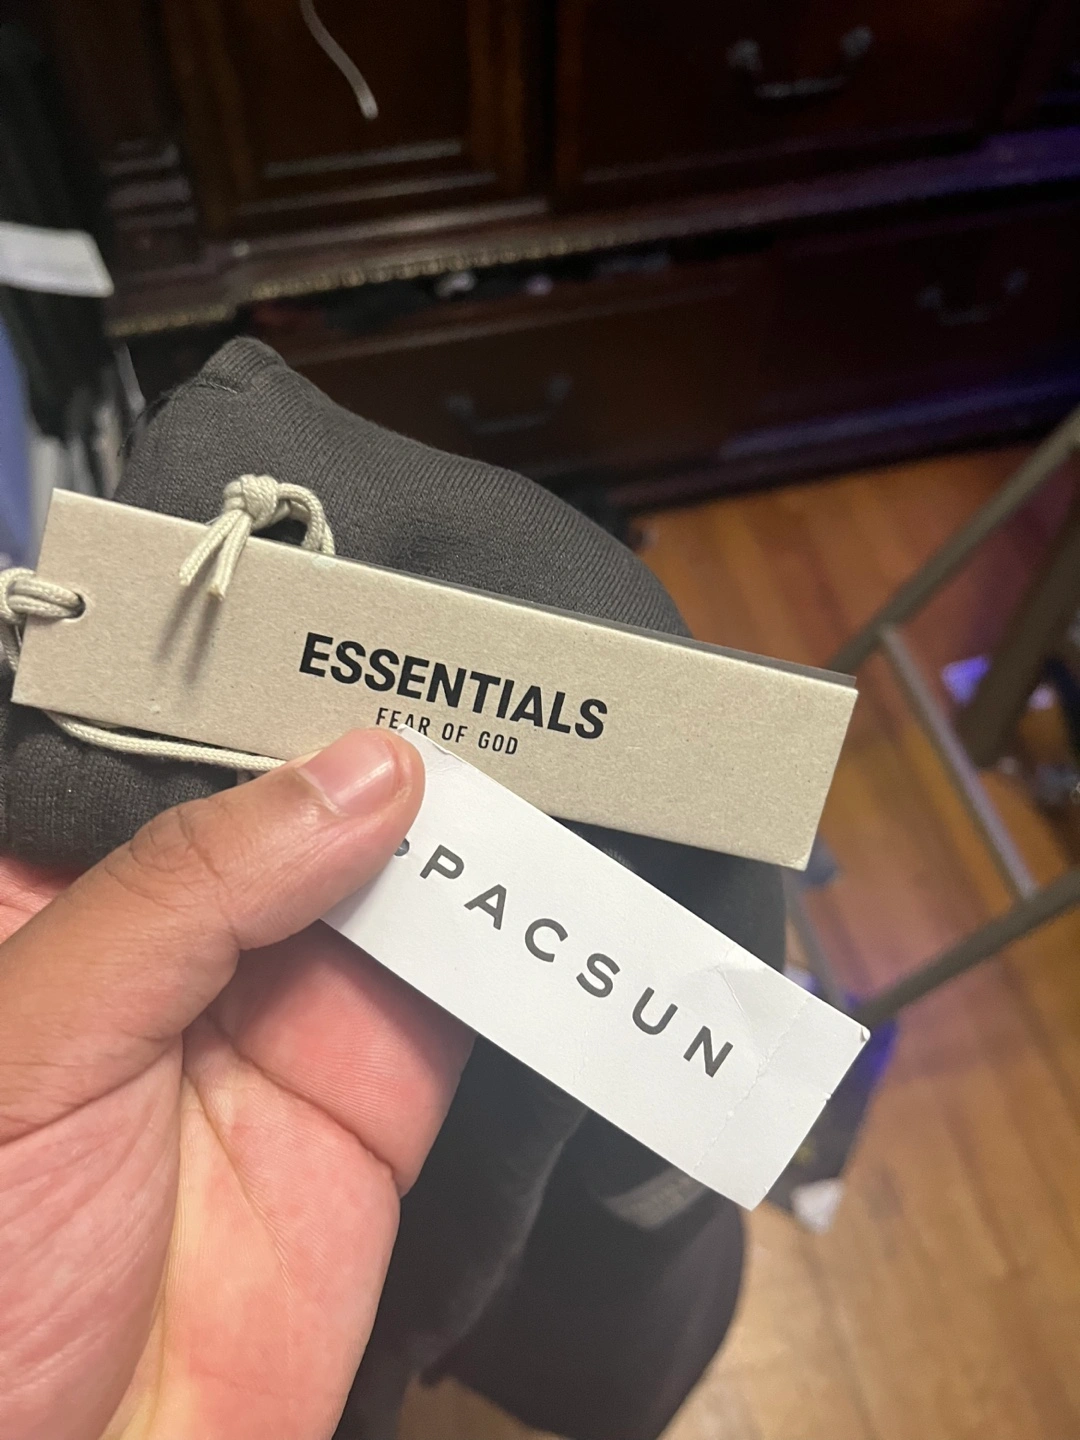 ESSENTIALS
FEAR OF GOD
PACSUN